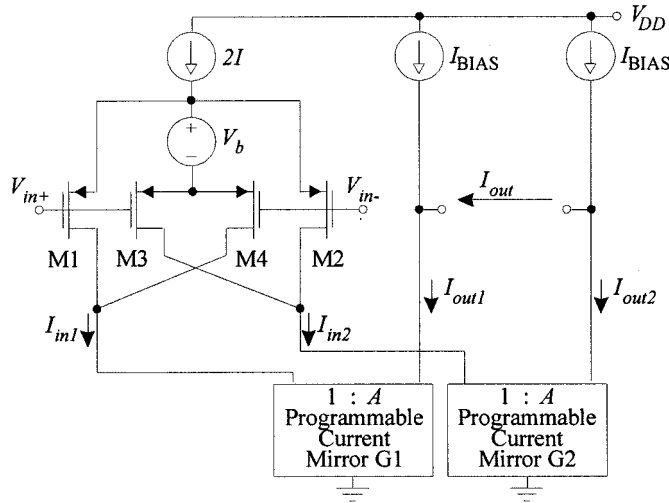 V_DD
2I
I_BIAS
I_BIAS
+
V_b
−
V_in+
V_in-
I_out
M1
M3
M4
M2
I_in1
I_in2
I_out1
I_out2
1 : A
Programmable
Current
Mirror G1
1 : A
Programmable
Current
Mirror G2